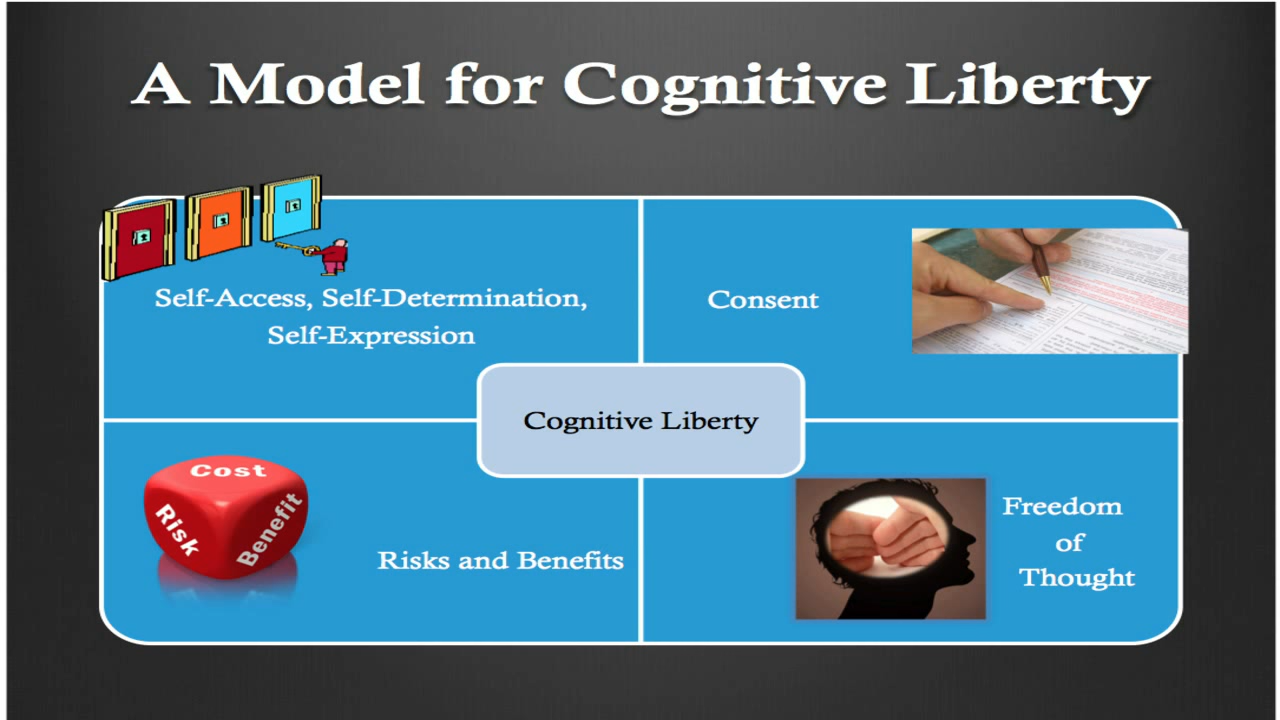 A Model for Cognitive Liberty
Self-Access, Self-Determination,
Self-Expression
Consent
Cognitive Liberty
Cost
Risk
Benefit
Risks and Benefits
Freedom
of
Thought